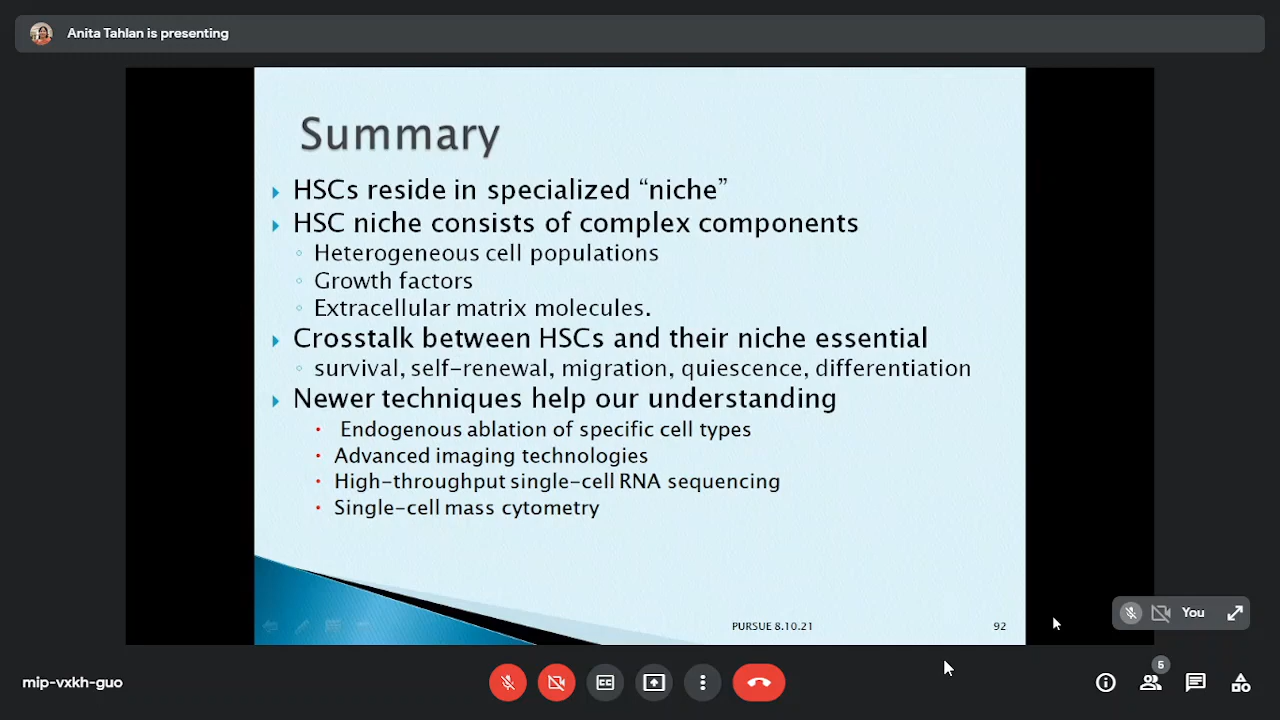 Anita Tahlan is presenting
Summary
HSCs reside in specialized “niche”
HSC niche consists of complex components
Heterogeneous cell populations
Growth factors
Extracellular matrix molecules.
Crosstalk between HSCs and their niche essential
survival, self-renewal, migration, quiescence, differentiation
Newer techniques help our understanding
Endogenous ablation of specific cell types
Advanced imaging technologies
High-throughput single-cell RNA sequencing
Single-cell mass cytometry
PURSUE 8.10.21
92
You
mip-vxkh-guo
CC
5